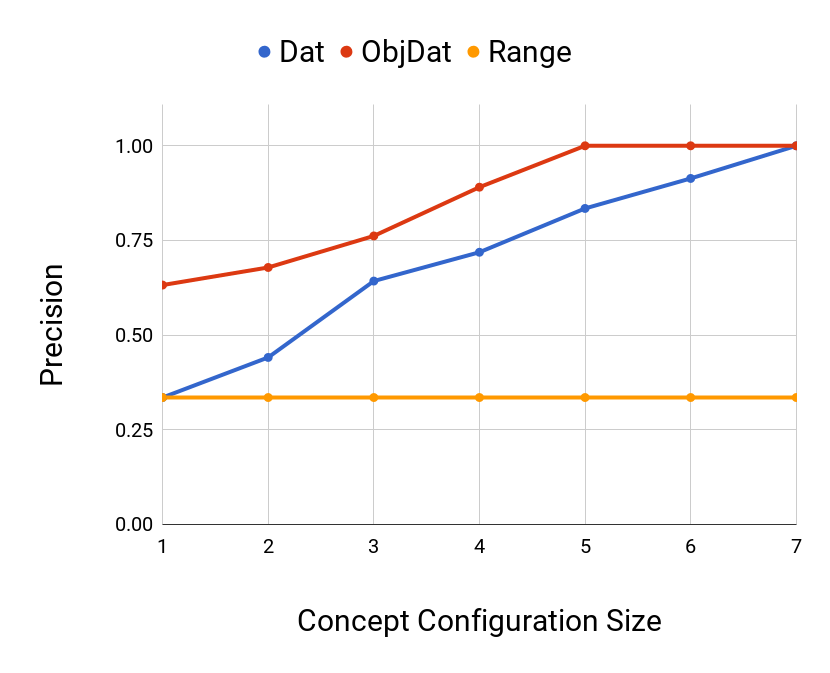 Dat ObjDat Range
1.00
0.75
0.50
0.25
0.00
1 2 3 4 5 6 7
Precision
Concept Configuration Size